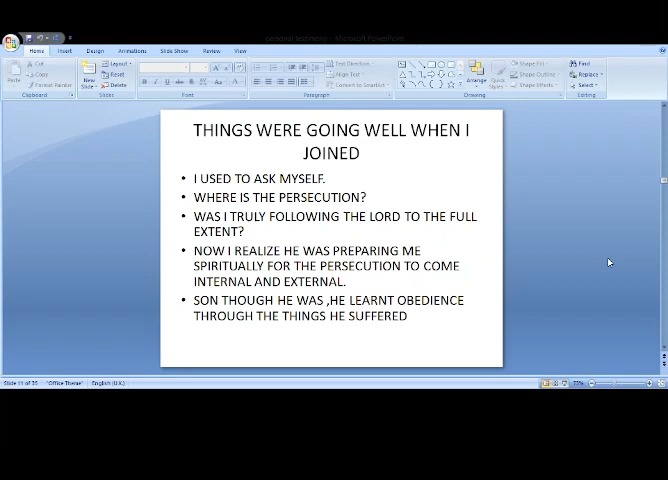 personal testimony - Microsoft PowerPoint
Home Insert Design Animations Slide Show Review View
Paste
Cut
Copy
Format Painter
Clipboard
New
Slide
Layout
Reset
Delete
Slides
Font
Paragraph
Text Direction
Align Text
Convert to SmartArt
Arrange
Quick
Styles
Shape Fill
Shape Outline
Shape Effects
Drawing
Find
Replace
Select
Editing
THINGS WERE GOING WELL WHEN I
JOINED
• I USED TO ASK MYSELF.
• WHERE IS THE PERSECUTION?
• WAS I TRULY FOLLOWING THE LORD TO THE FULL
EXTENT?
• NOW I REALIZE HE WAS PREPARING ME
SPIRITUALLY FOR THE PERSECUTION TO COME
INTERNAL AND EXTERNAL.
• SON THOUGH HE WAS ,HE LEARNT OBEDIENCE
THROUGH THE THINGS HE SUFFERED
Slide 11 of 35 "Office Theme" English (U.K.) 73%